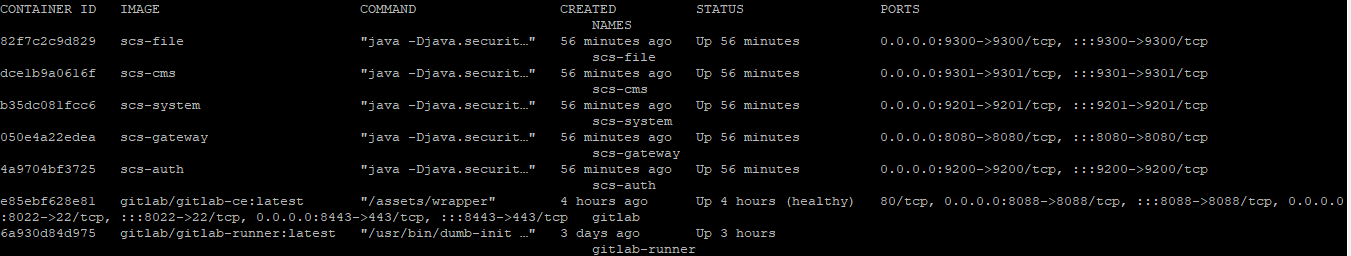 CONTAINER ID   IMAGE                         COMMAND                  CREATED          STATUS                 PORTS
NAMES
82f7c2c9d829   scs-file                      "java -Djava.securit…"   56 minutes ago   Up 56 minutes          0.0.0.0:9300->9300/tcp, :::9300->9300/tcp
scs-file
dce1b9a0616f   scs-cms                       "java -Djava.securit…"   56 minutes ago   Up 56 minutes          0.0.0.0:9301->9301/tcp, :::9301->9301/tcp
scs-cms
b35dc081fcc6   scs-system                    "java -Djava.securit…"   56 minutes ago   Up 56 minutes          0.0.0.0:9201->9201/tcp, :::9201->9201/tcp
scs-system
050e4a22edea   scs-gateway                   "java -Djava.securit…"   56 minutes ago   Up 56 minutes          0.0.0.0:8080->8080/tcp, :::8080->8080/tcp
scs-gateway
4a9704bf3725   scs-auth                      "java -Djava.securit…"   56 minutes ago   Up 56 minutes          0.0.0.0:9200->9200/tcp, :::9200->9200/tcp
scs-auth
e85ebf628e81   gitlab/gitlab-ce:latest       "/assets/wrapper"        4 hours ago      Up 4 hours (healthy)   80/tcp, 0.0.0.0:8088->8088/tcp, :::8088->8088/tcp, 0.0.0.0
:8022->22/tcp, :::8022->22/tcp, 0.0.0.0:8443->443/tcp, :::8443->443/tcp   gitlab
6a930d84d975   gitlab/gitlab-runner:latest   "/usr/bin/dumb-init …"   3 days ago       Up 3 hours
gitlab-runner